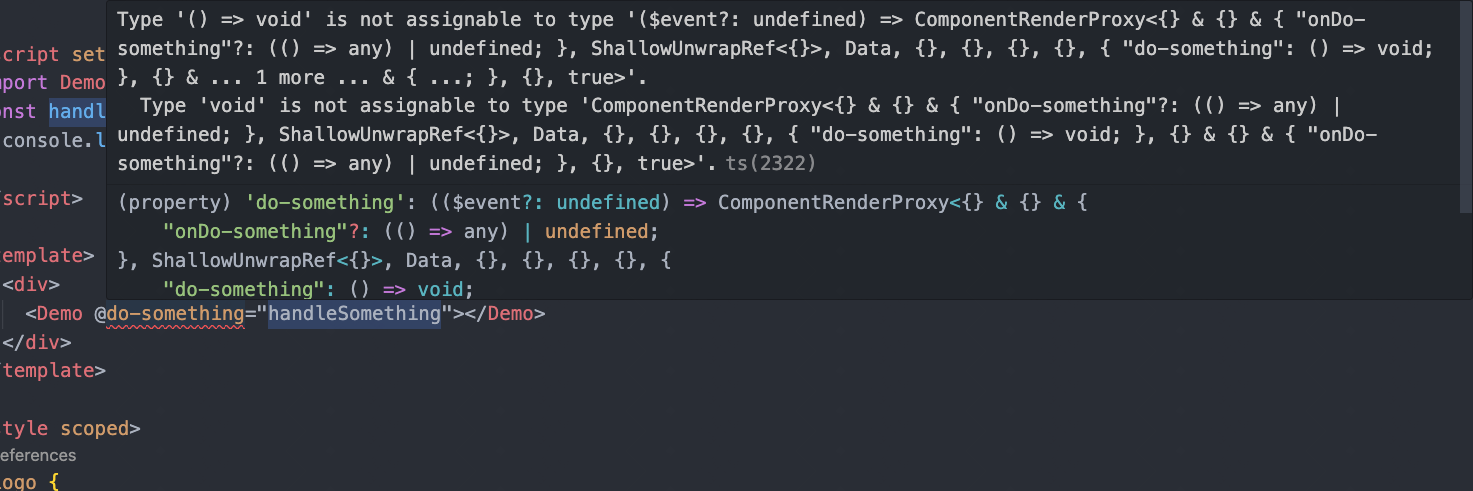 Type '() => void' is not assignable to type '($event?: undefined) => ComponentRenderProxy<{} & {} & { "onDo-
something"?: (() => any) | undefined; }, ShallowUnwrapRef<{}>, Data, {}, {}, {}, {}, { "do-something": () => void;
}, {} & ... 1 more ... & { ...; }, {}, true>'.
Type 'void' is not assignable to type 'ComponentRenderProxy<{} & {} & { "onDo-something"?: (() => any) |
undefined; }, ShallowUnwrapRef<{}>, Data, {}, {}, {}, {}, { "do-something": () => void; }, {} & {} & { "onDo-
something"?: (() => any) | undefined; }, {}, true>'. ts(2322)
(property) 'do-something': (($event?: undefined) => ComponentRenderProxy<{} & {} & {
"onDo-something"?: (() => any) | undefined;
}, ShallowUnwrapRef<{}>, Data, {}, {}, {}, {}, {
"do-something": () => void;
script set
mport Demo
nst handl
console.l
script>
template>
<div>
<Demo @do-something="handleSomething"></Demo>
</div>
template>
tyle scoped>
eferences
logo {